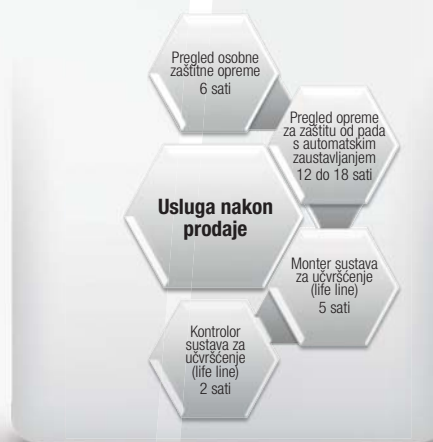 Pregled osobne
zaštitne opreme
6 sati
Pregled opreme
za zaštitu od pada
s automatskim
zaustavljanjem
12 do 18 sati
Usluga nakon
prodaje
Monter sustava
za učvršćenje
(life line)
5 sati
Kontrolor
sustava za
učvršćenje
(life line)
2 sati